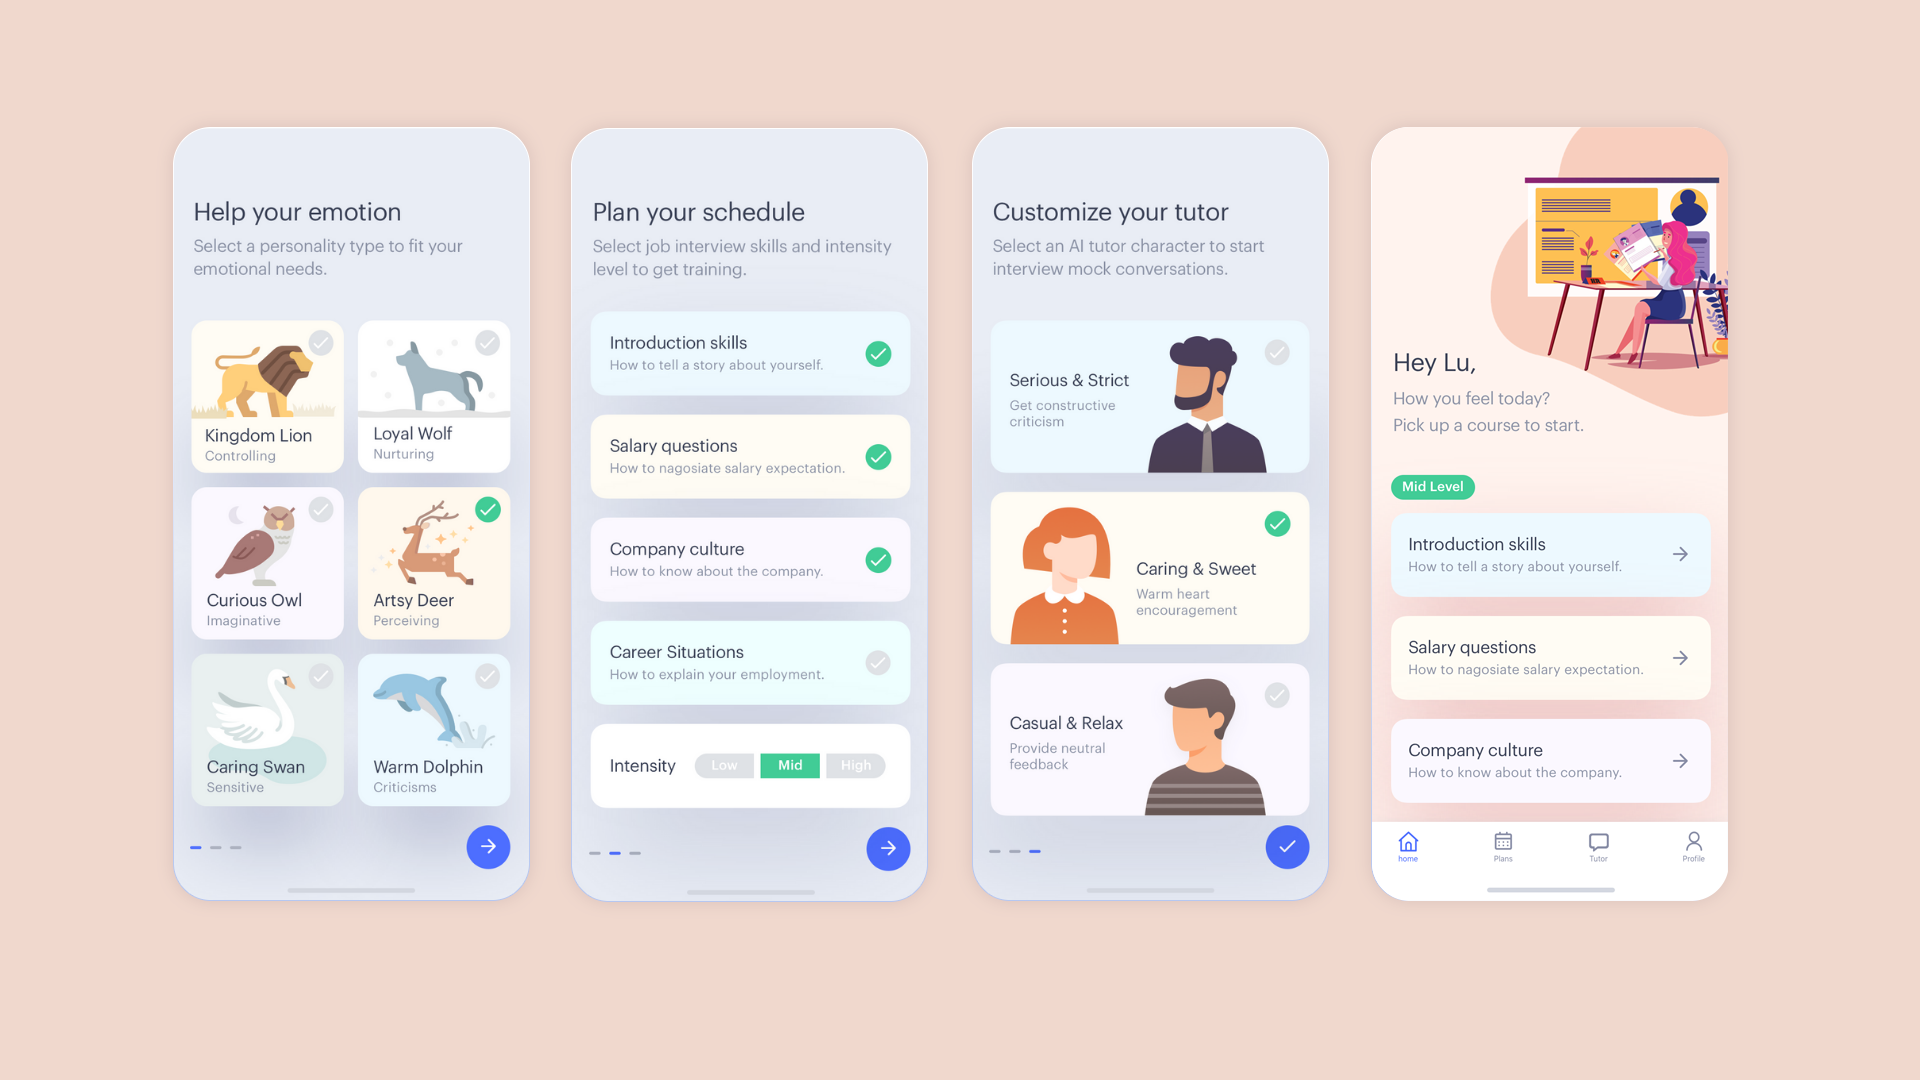 Help your emotion
Select a personality type to fit your
emotional needs.
Kingdom Lion
Controlling
Loyal Wolf
Nurturing
Curious Owl
Imaginative
Artsy Deer
Perceiving
Caring Swan
Sensitive
Warm Dolphin
Criticisms
Plan your schedule
Select job interview skills and intensity
level to get training.
Introduction skills
How to tell a story about yourself.
Salary questions
How to nagosiate salary expectation.
Company culture
How to know about the company.
Career Situations
How to explain your employment.
Intensity
Low
Mid
High
Customize your tutor
Select an AI tutor character to start
interview mock conversations.
Serious & Strict
Get constructive
criticism
Caring & Sweet
Warm heart
encouragement
Casual & Relax
Provide neutral
feedback
Hey Lu,
How you feel today?
Pick up a course to start.
Mid Level
Introduction skills
How to tell a story about yourself.
Salary questions
How to nagosiate salary expectation.
Company culture
How to know about the company.
home
Plans
Tutor
Profile